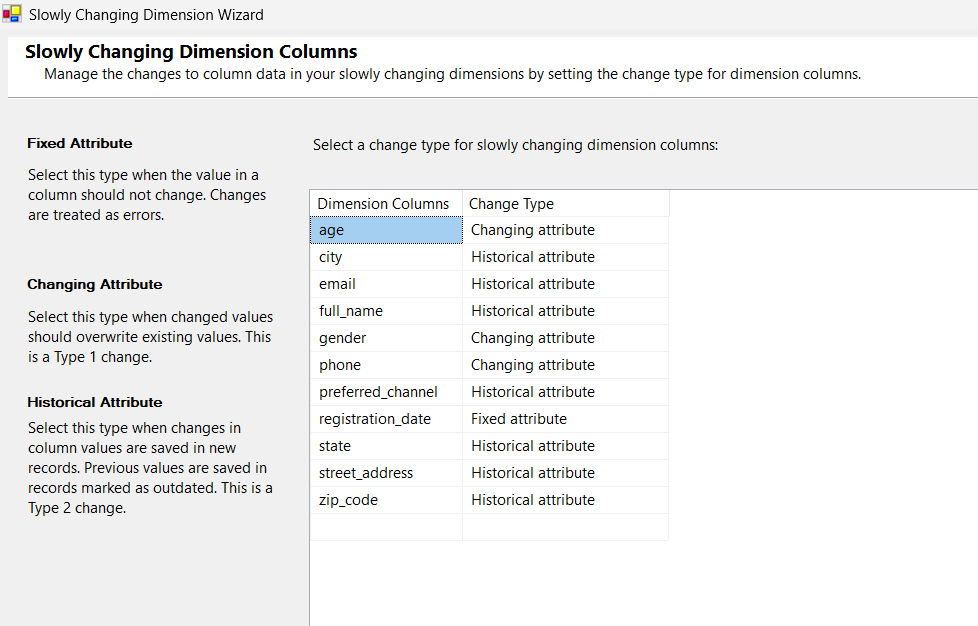 Slowly Changing Dimension Wizard
Slowly Changing Dimension Columns
Manage the changes to column data in your slowly changing dimensions by setting the change type for dimension columns.
Fixed Attribute
Select this type when the value in a
column should not change. Changes
are treated as errors.
Changing Attribute
Select this type when changed values
should overwrite existing values. This
is a Type 1 change.
Historical Attribute
Select this type when changes in
column values are saved in new
records. Previous values are saved in
records marked as outdated. This is a
Type 2 change.
Select a change type for slowly changing dimension columns:
Dimension Columns Change Type
age Changing attribute
city Historical attribute
email Historical attribute
full_name Historical attribute
gender Changing attribute
phone Changing attribute
preferred_channel Historical attribute
registration_date Fixed attribute
state Historical attribute
street_address Historical attribute
zip_code Historical attribute